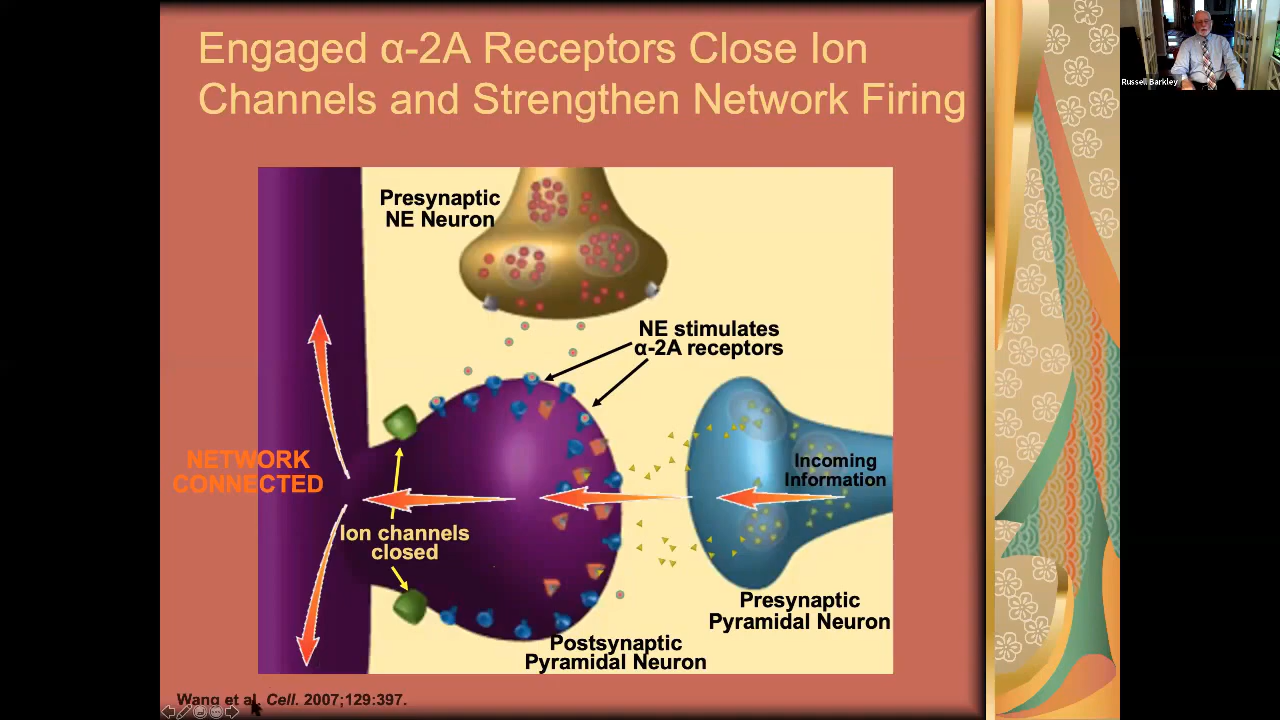 Engaged α-2A Receptors Close Ion
Channels and Strengthen Network Firing
Russell Barkley
Presynaptic
NE Neuron
NE stimulates
α-2A receptors
NETWORK
CONNECTED
Incoming
Information
Ion channels
closed
Presynaptic
Pyramidal Neuron
Postsynaptic
Pyramidal Neuron
Wang et al. Cell. 2007;129:397.